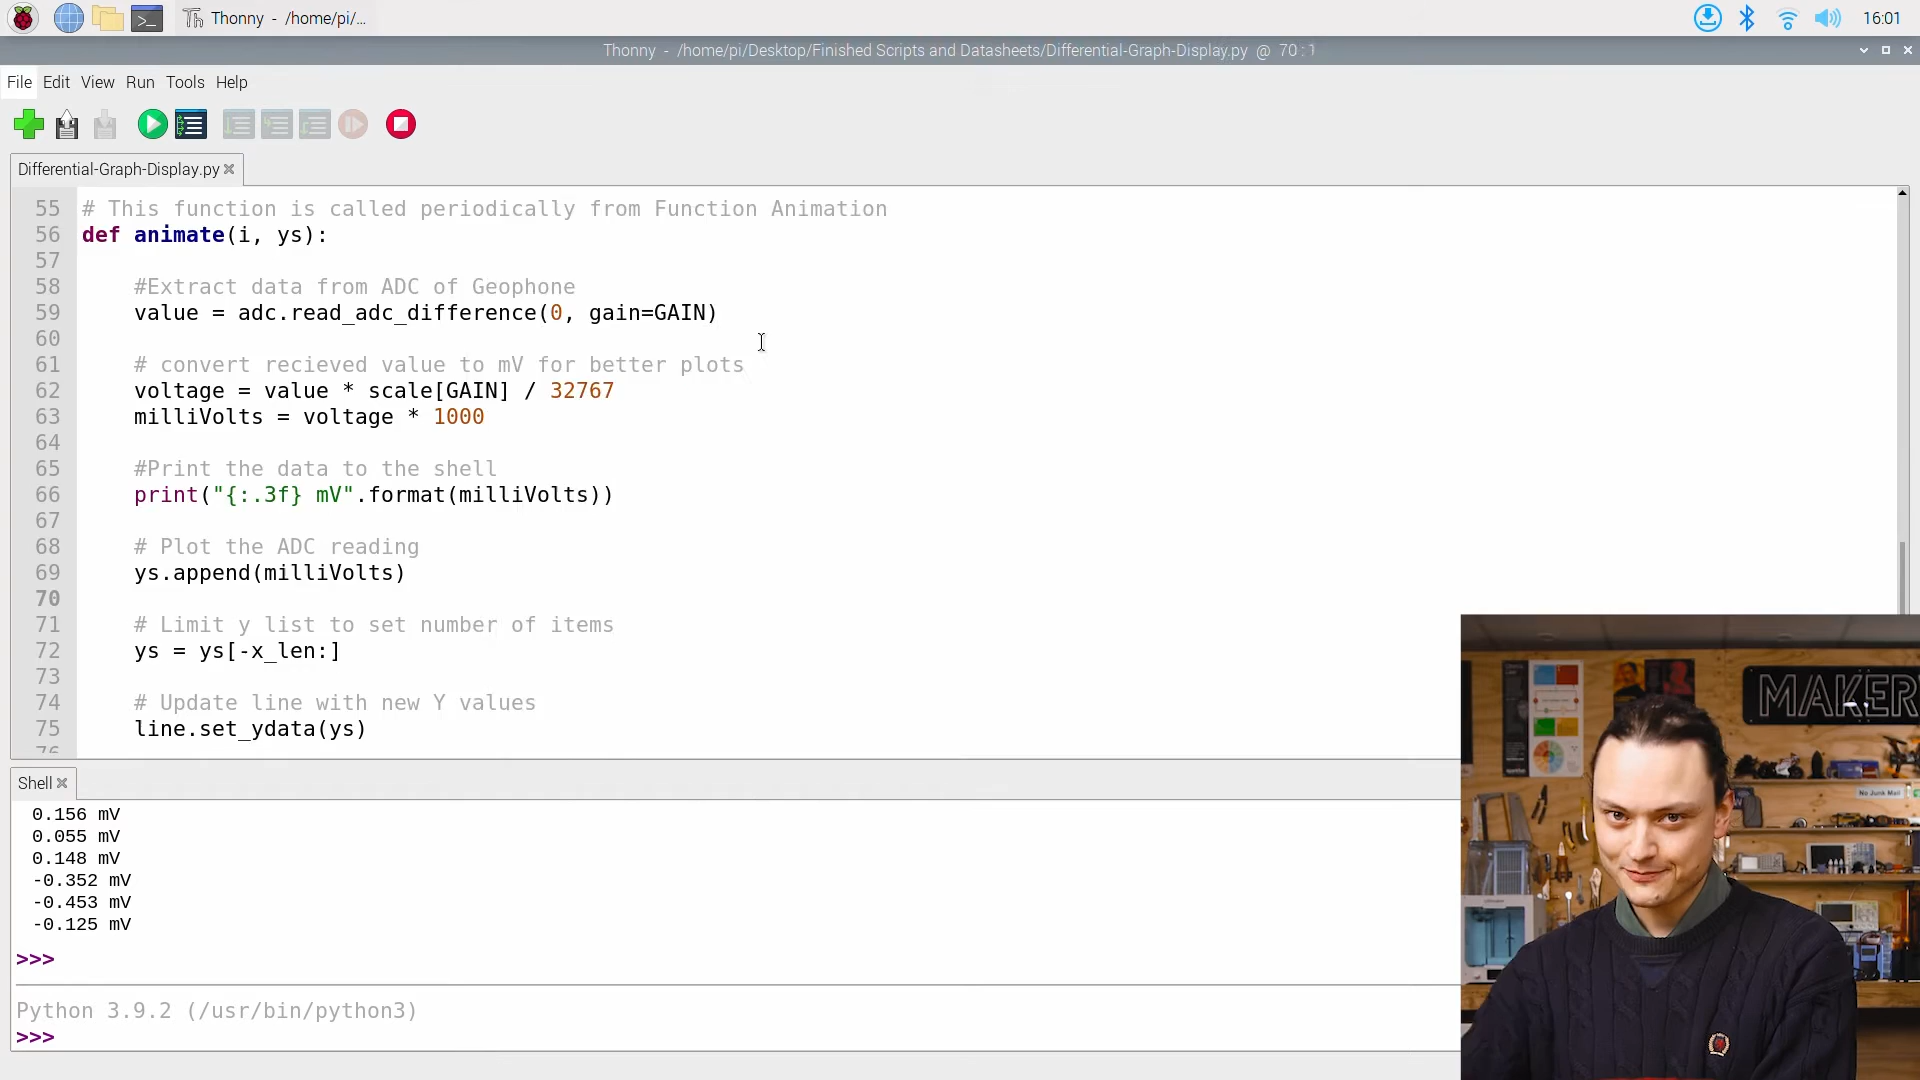 Thonny - /home/pi/...
16:01
Thonny - /home/pi/Desktop/Finished Scripts and Datasheets/Differential-Graph-Display.py @ 70 : 1
File Edit View Run Tools Help
Differential-Graph-Display.py
55 # This function is called periodically from Function Animation
56 def animate(i, ys):
57
58 #Extract data from ADC of Geophone
59 value = adc.read_adc_difference(0, gain=GAIN)
60
61 # convert recieved value to mV for better plots
62 voltage = value * scale[GAIN] / 32767
63 milliVolts = voltage * 1000
64
65 #Print the data to the shell
66 print("{:.3f} mV".format(milliVolts))
67
68 # Plot the ADC reading
69 ys.append(milliVolts)
70
71 # Limit y list to set number of items
72 ys = ys[-x_len:]
73
74 # Update line with new Y values
75 line.set_ydata(ys)
76
Shell
0.156 mV
0.055 mV
0.148 mV
-0.352 mV
-0.453 mV
-0.125 mV
>>>
Python 3.9.2 (/usr/bin/python3)
>>>
MAKER
No Junk Mail